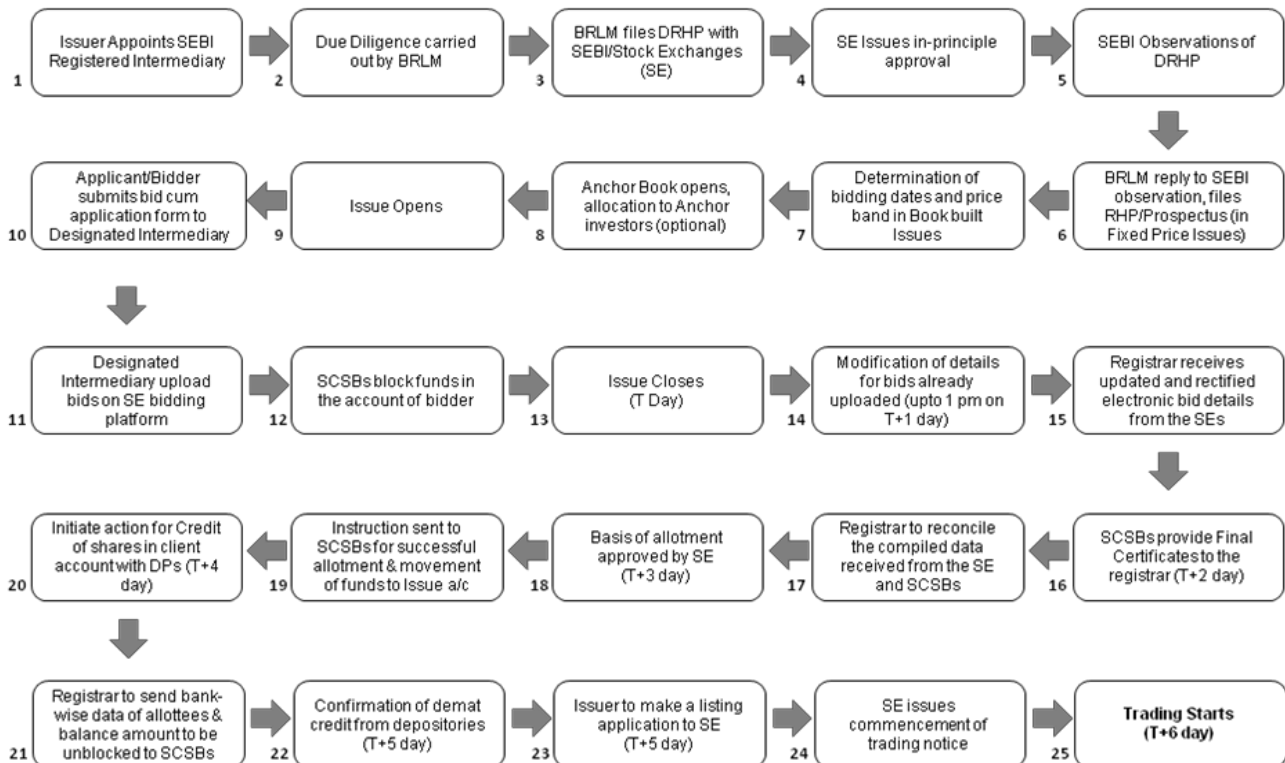 Issuer Appoints SEBI
Registered Intermediary
1
Due Diligence carried
out by BRLM
2
BRLM files DRHP with
SEBI/Stock Exchanges
(SE)
3
SE Issues in-principle
approval
4
SEBI Observations of
DRHP
5
BRLM reply to SEBI
observation, files
RHP/Prospectus (in
Fixed Price Issues)
6
Determination of
bidding dates and price
band in Book built
Issues
7
Anchor Book opens,
allocation to Anchor
investors (optional)
8
Issue Opens
9
Applicant/Bidder
submits bid cum
application form to
Designated Intermediary
10
Designated
Intermediary upload
bids on SE bidding
platform
11
SCSBs block funds in
the account of bidder
12
Issue Closes
(T Day)
13
Modification of details
for bids already
uploaded (upto 1 pm on
T+1 day)
14
Registrar receives
updated and rectified
electronic bid details
from the SEs
15
SCSBs provide Final
Certificates to the
registrar (T+2 day)
16
Registrar to reconcile
the compiled data
received from the SE
and SCSBs
17
Basis of allotment
approved by SE
(T+3 day)
18
Instruction sent to
SCSBs for successful
allotment & movement
of funds to Issue a/c
19
Initiate action for Credit
of shares in client
account with DPs (T+4
day)
20
Registrar to send bank-
wise data of allottees &
balance amount to be
unblocked to SCSBs
21
Confirmation of demat
credit from depositories
(T+5 day)
22
Issuer to make a listing
application to SE
(T+5 day)
23
SE issues
commencement of
trading notice
24
Trading Starts
(T+6 day)
25